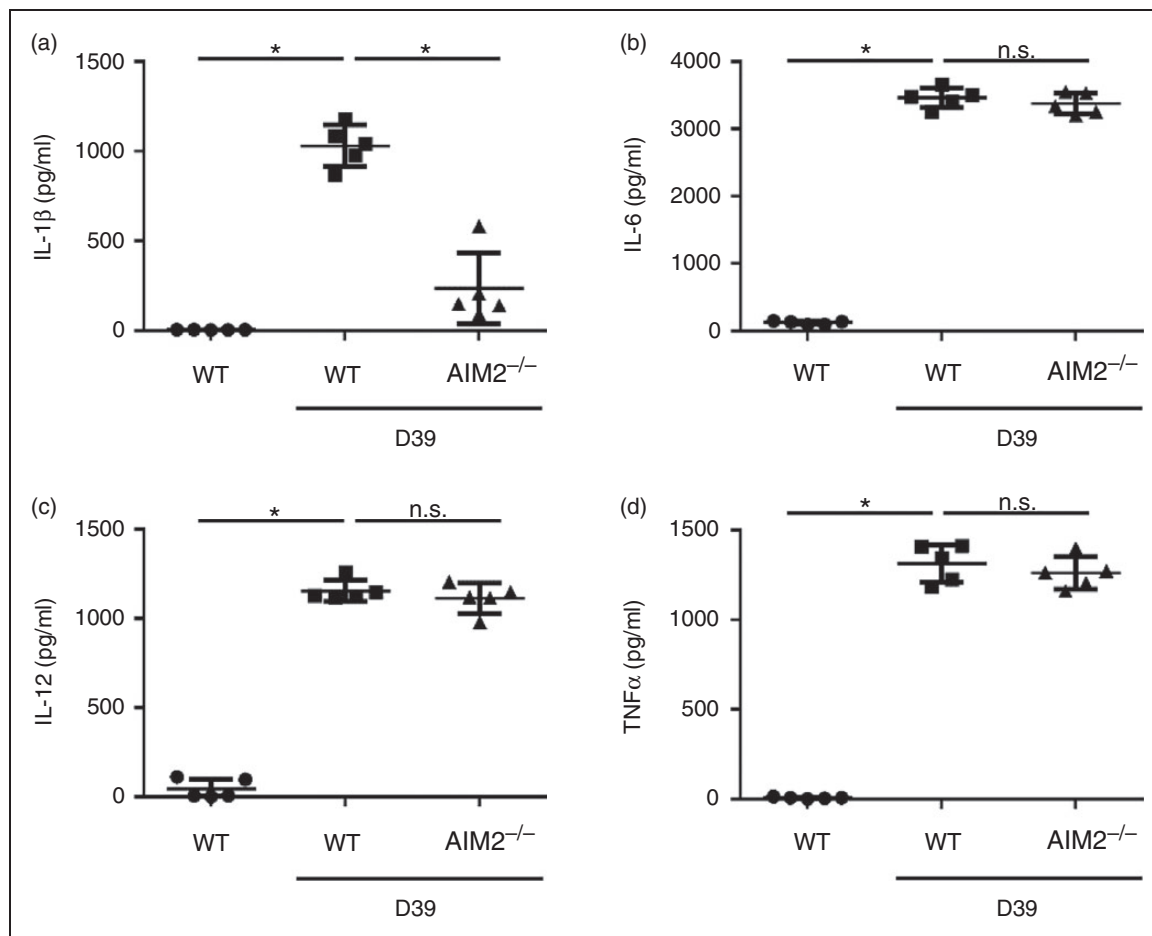 (a)
*
*
1500
1000
500
0
IL-1β (pg/ml)
WT
WT
AIM2−/−
D39
(b)
*
n.s.
4000
3000
2000
1000
0
IL-6 (pg/ml)
WT
WT
AIM2−/−
D39
(c)
*
n.s.
1500
1000
500
0
IL-12 (pg/ml)
WT
WT
AIM2−/−
D39
(d)
*
n.s.
1500
1000
500
0
TNFα (pg/ml)
WT
WT
AIM2−/−
D39